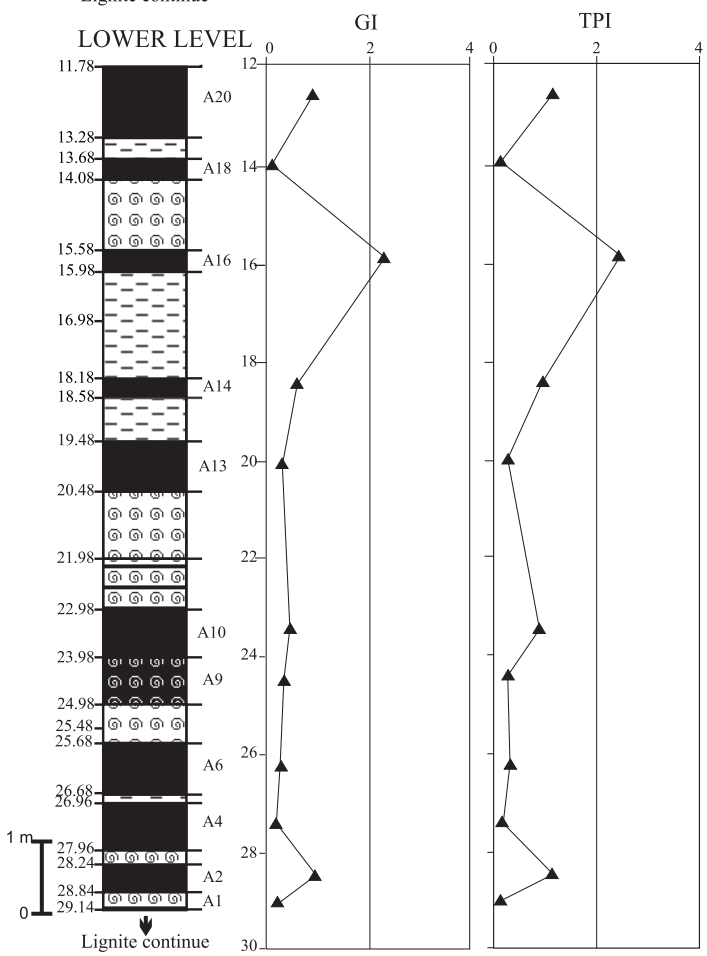 Lignite continue
GI
TPI
LOWER LEVEL
0 2 4
0 2 4
11.78
12
A20
13.28
13.68
14
A18
14.08
15.58
16
A16
15.98
16.98
18
18.18
A14
18.58
19.48
20
A13
20.48
21.98
22
22.98
A10
23.98
24
A9
24.98
25.48
25.68
26
A6
26.68
26.96
A4
1 m
27.96
28
28.24
A2
28.84
A1
0
29.14
Lignite continue
30